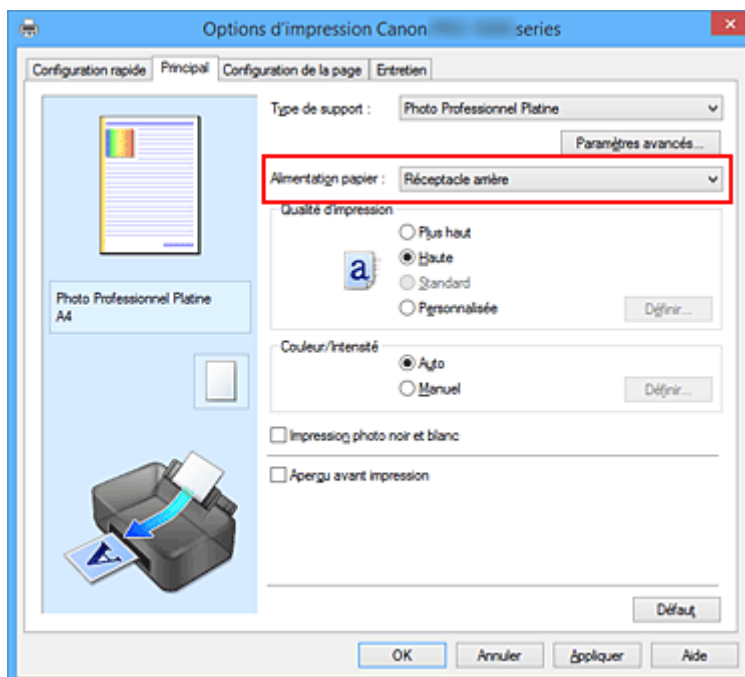 Options d'impression Canon series
Configuration rapide Principal Configuration de la page Entretien
Type de support : Photo Professionnel Platine
Paramètres avancés...
Alimentation papier : Réceptacle arrière
Qualité d'impression
Plus haut
Haute
Standard
Personnalisée Définir...
Photo Professionnel Platine
A4
Couleur/Intensité
Auto
Manuel Définir...
Impression photo noir et blanc
Aperçu avant impression
Défaut
OK Annuler Appliquer Aide